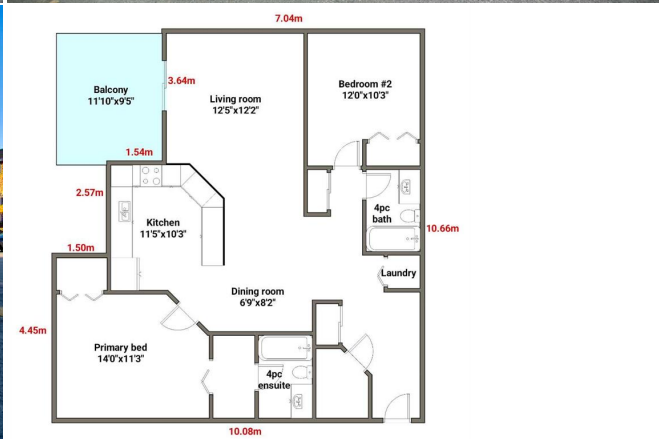 7.04m
3.64m
Balcony
11'10"x9'5"
Living room
12'5"x12'2"
Bedroom #2
12'0"x10'3"
1.54m
2.57m
Kitchen
11'5"x10'3"
4pc
bath
10.66m
1.50m
Laundry
Dining room
6'9"x8'2"
4.45m
Primary bed
14'0"x11'3"
4pc
ensuite
10.08m